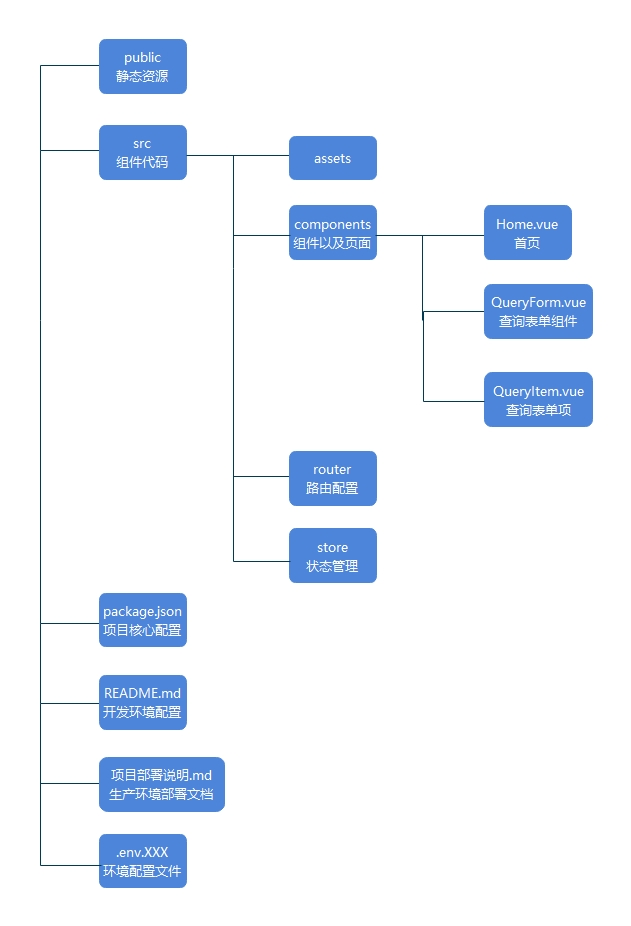 public
静态资源
src
组件代码
assets
components
组件以及页面
Home.vue
首页
QueryForm.vue
查询表单组件
QueryItem.vue
查询表单项
router
路由配置
store
状态管理
package.json
项目核心配置
README.md
开发环境配置
项目部署说明.md
生产环境部署文档
.env.XXX
环境配置文件